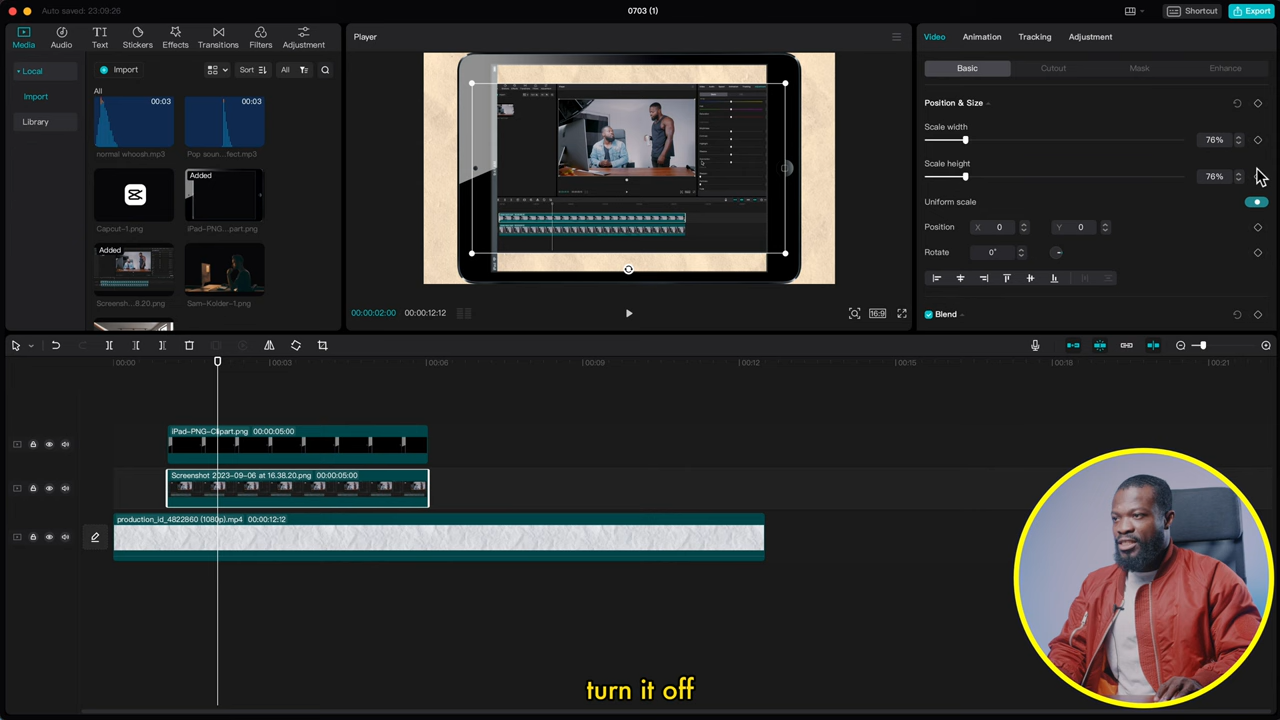 Auto saved: 23:09:26
0703 (1)
Shortcut
Export
Media
Audio
Text
Stickers
Effects
Transitions
Filters
Adjustment
Local
Import
Library
Import
Sort
All
All
00:03
normal whoosh.mp3
00:03
Pop soun...fect.mp3
Capcut-1.png
Added
iPad-PNG...part.png
Added
Screensh...8.20.png
Sam-Kolder-1.png
Player
00:00:02:00
00:00:12:12
16:9
Video
Animation
Tracking
Adjustment
Basic
Cutout
Mask
Enhance
Position & Size
Scale width
76%
Scale height
76%
Uniform scale
Position
X 0
Y 0
Rotate
0°
Blend
00:00
00:03
00:06
00:09
00:12
00:15
00:18
00:21
iPad-PNG-Clipart.png 00:00:05:00
Screenshot 2023-09-06 at 16.38.20.png 00:00:05:00
production_id_4822860 (1080p).mp4 00:00:12:12
turn it off